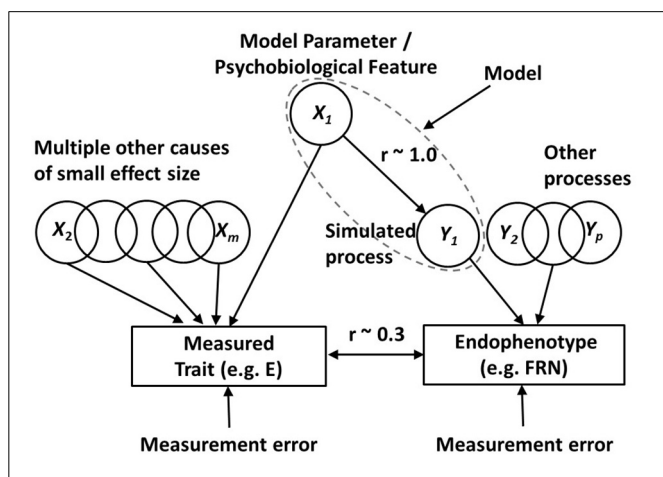 Model Parameter /
Psychobiological Feature
Model
X1
r ~ 1.0
Multiple other causes
of small effect size
Other
processes
X2
Xm
Simulated
process
Y1
Y2
Yp
Measured
Trait (e.g. E)
r ~ 0.3
Endophenotype
(e.g. FRN)
Measurement error
Measurement error